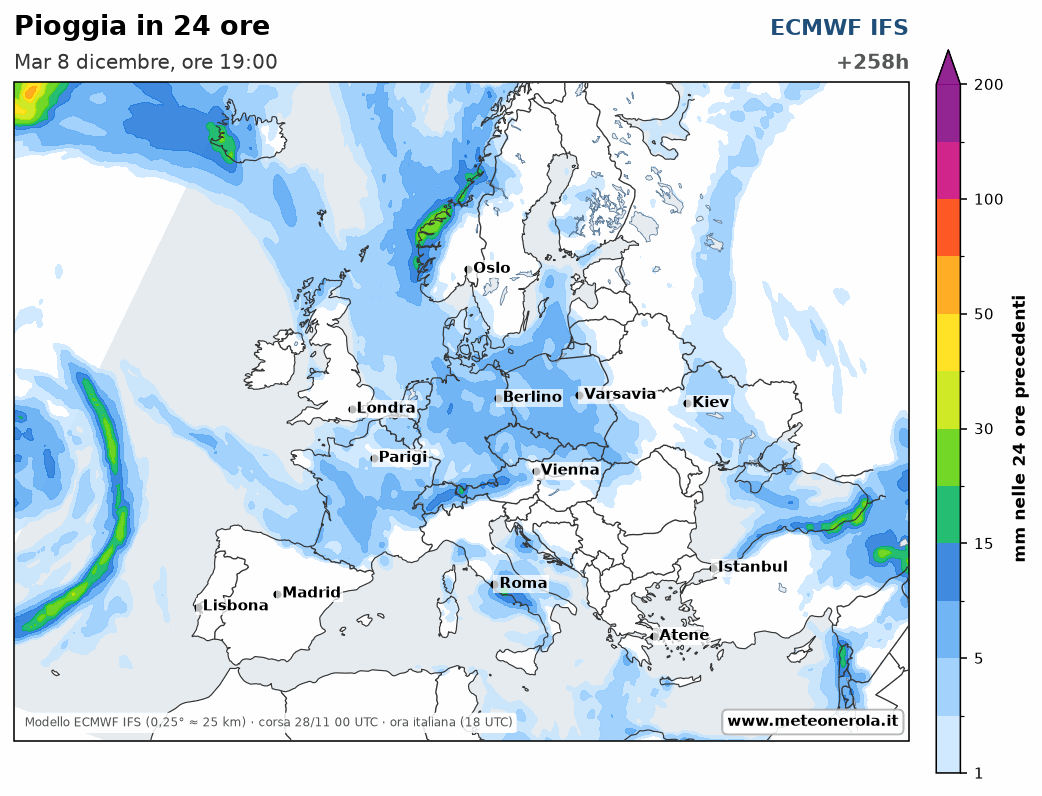 Pioggia in 24 ore
ECMWF IFS
Mar 8 dicembre, ore 19:00
+258h
200
100
50
30
15
5
1
mm nelle 24 ore precedenti
Oslo
Londra
Berlino
Varsavia
Kiev
Parigi
Vienna
Istanbul
Roma
Madrid
Lisbona
Atene
Modello ECMWF IFS (0,25° ≈ 25 km) · corsa 28/11 00 UTC · ora italiana (18 UTC)
www.meteonerola.it